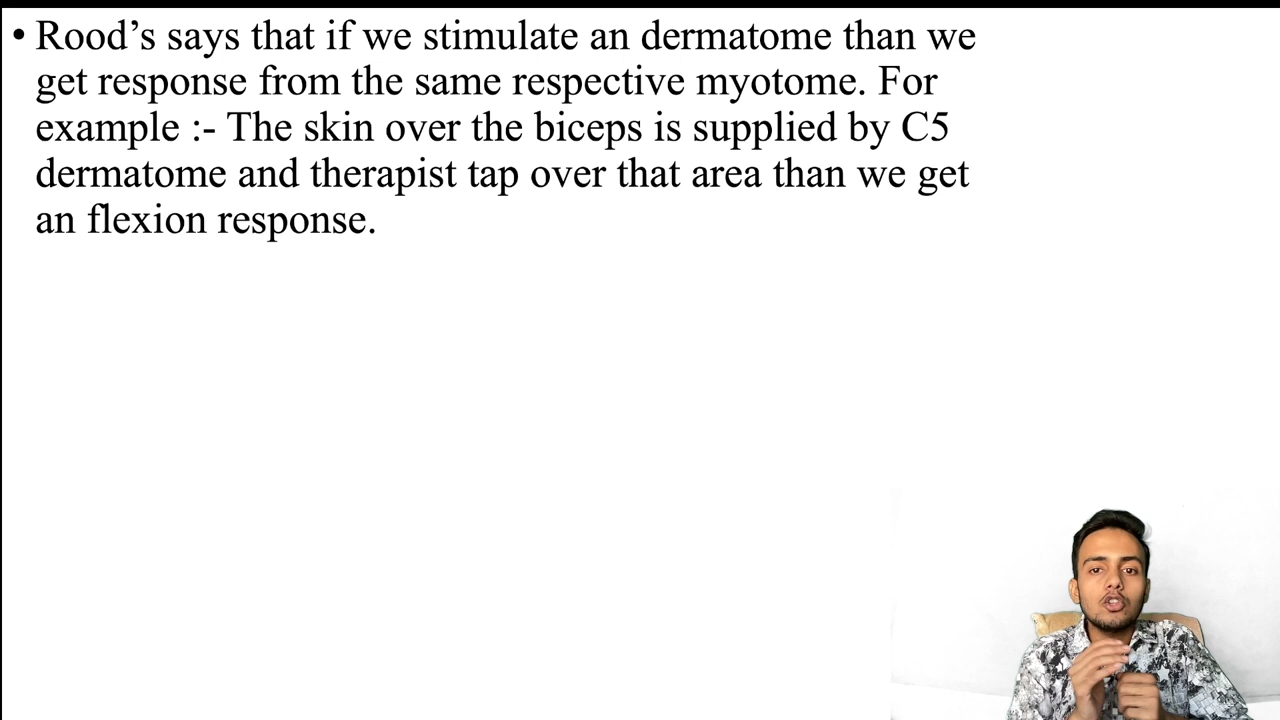 • Rood’s says that if we stimulate an dermatome than we
get response from the same respective myotome. For
example :- The skin over the biceps is supplied by C5
dermatome and therapist tap over that area than we get
an flexion response.